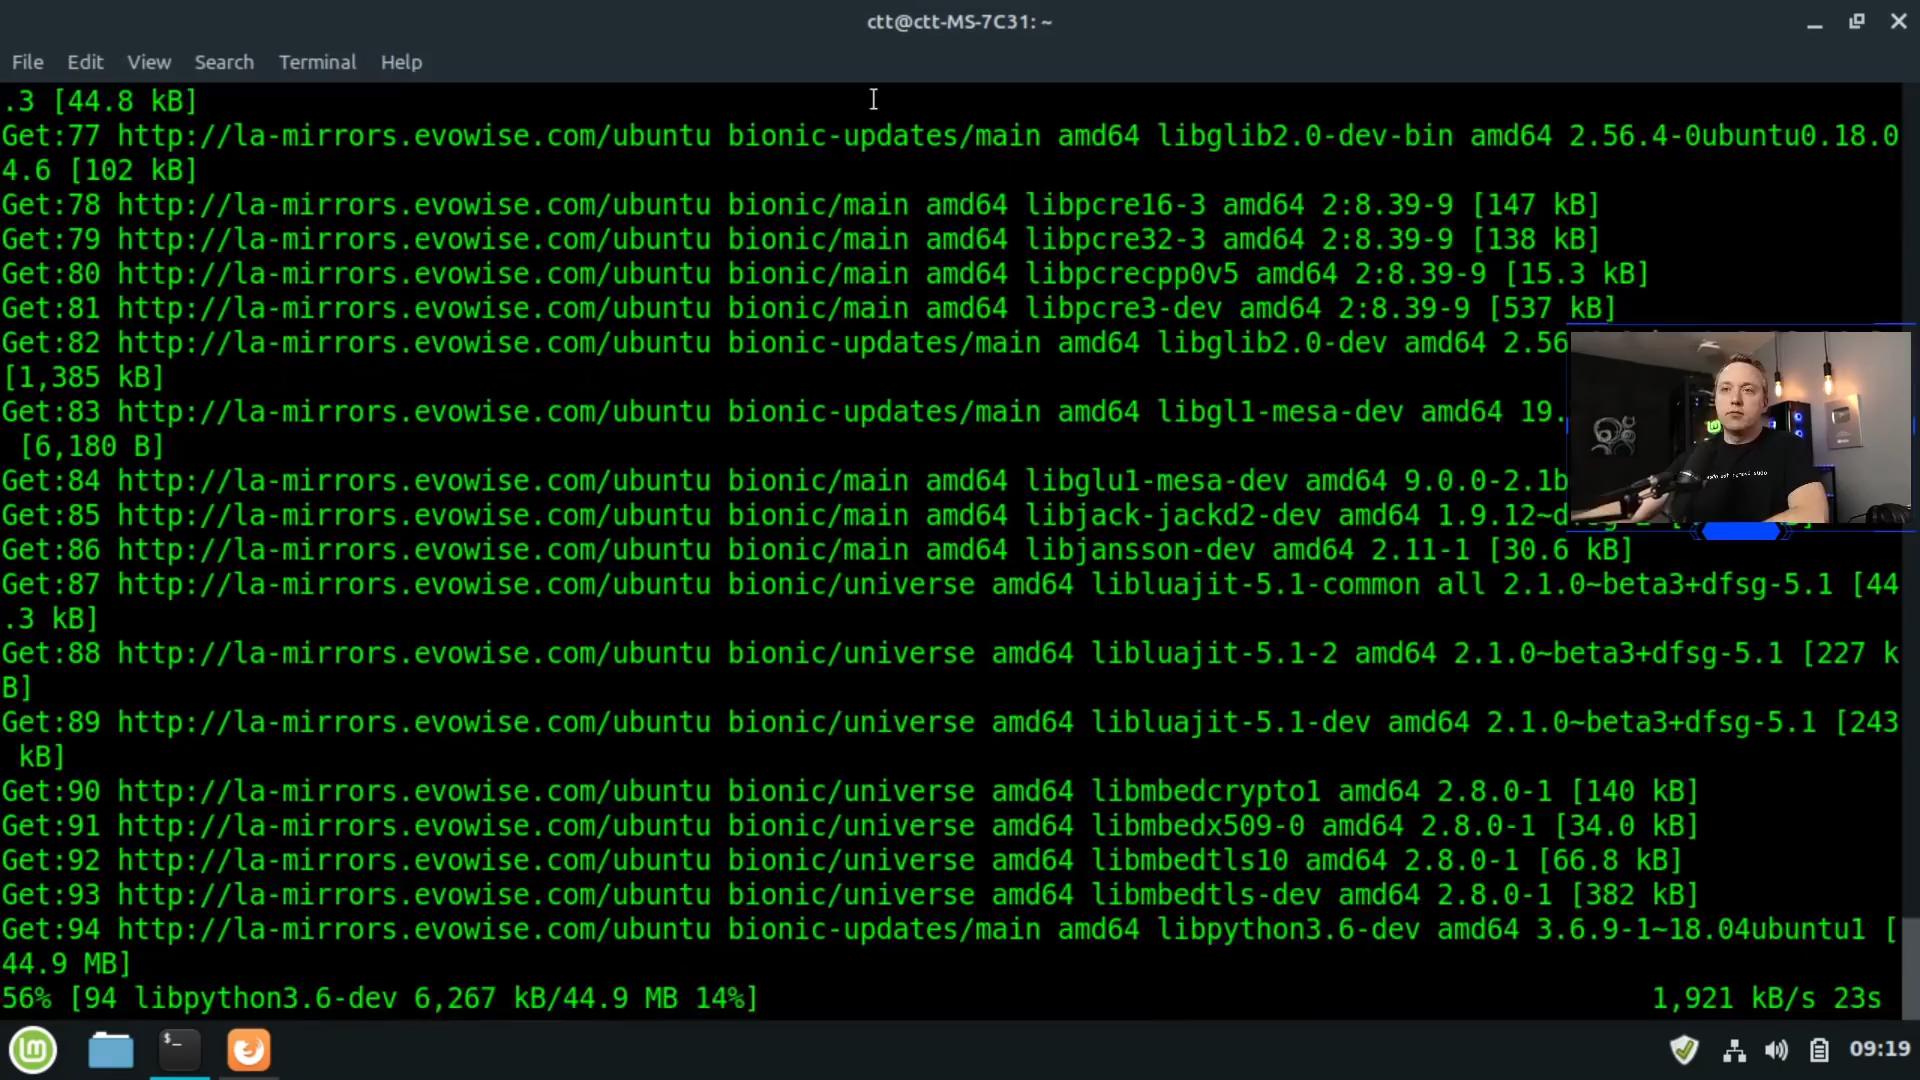 ctt@ctt-MS-7C31: ~
File Edit View Search Terminal Help
.3 [44.8 kB]
Get:77 http://la-mirrors.evowise.com/ubuntu bionic-updates/main amd64 libglib2.0-dev-bin amd64 2.56.4-0ubuntu0.18.0
4.6 [102 kB]
Get:78 http://la-mirrors.evowise.com/ubuntu bionic/main amd64 libpcre16-3 amd64 2:8.39-9 [147 kB]
Get:79 http://la-mirrors.evowise.com/ubuntu bionic/main amd64 libpcre32-3 amd64 2:8.39-9 [138 kB]
Get:80 http://la-mirrors.evowise.com/ubuntu bionic/main amd64 libpcrecpp0v5 amd64 2:8.39-9 [15.3 kB]
Get:81 http://la-mirrors.evowise.com/ubuntu bionic/main amd64 libpcre3-dev amd64 2:8.39-9 [537 kB]
Get:82 http://la-mirrors.evowise.com/ubuntu bionic-updates/main amd64 libglib2.0-dev amd64 2.56
[1,385 kB]
Get:83 http://la-mirrors.evowise.com/ubuntu bionic-updates/main amd64 libgl1-mesa-dev amd64 19.
[6,180 B]
Get:84 http://la-mirrors.evowise.com/ubuntu bionic/main amd64 libglu1-mesa-dev amd64 9.0.0-2.1b
Get:85 http://la-mirrors.evowise.com/ubuntu bionic/main amd64 libjack-jackd2-dev amd64 1.9.12~d
Get:86 http://la-mirrors.evowise.com/ubuntu bionic/main amd64 libjansson-dev amd64 2.11-1 [30.6 kB]
Get:87 http://la-mirrors.evowise.com/ubuntu bionic/universe amd64 libluajit-5.1-common all 2.1.0~beta3+dfsg-5.1 [44
.3 kB]
Get:88 http://la-mirrors.evowise.com/ubuntu bionic/universe amd64 libluajit-5.1-2 amd64 2.1.0~beta3+dfsg-5.1 [227 k
B]
Get:89 http://la-mirrors.evowise.com/ubuntu bionic/universe amd64 libluajit-5.1-dev amd64 2.1.0~beta3+dfsg-5.1 [243
kB]
Get:90 http://la-mirrors.evowise.com/ubuntu bionic/universe amd64 libmbedcrypto1 amd64 2.8.0-1 [140 kB]
Get:91 http://la-mirrors.evowise.com/ubuntu bionic/universe amd64 libmbedx509-0 amd64 2.8.0-1 [34.0 kB]
Get:92 http://la-mirrors.evowise.com/ubuntu bionic/universe amd64 libmbedtls10 amd64 2.8.0-1 [66.8 kB]
Get:93 http://la-mirrors.evowise.com/ubuntu bionic/universe amd64 libmbedtls-dev amd64 2.8.0-1 [382 kB]
Get:94 http://la-mirrors.evowise.com/ubuntu bionic-updates/main amd64 libpython3.6-dev amd64 3.6.9-1~18.04ubuntu1 [
44.9 MB]
56% [94 libpython3.6-dev 6,267 kB/44.9 MB 14%] 1,921 kB/s 23s
$_
09:19